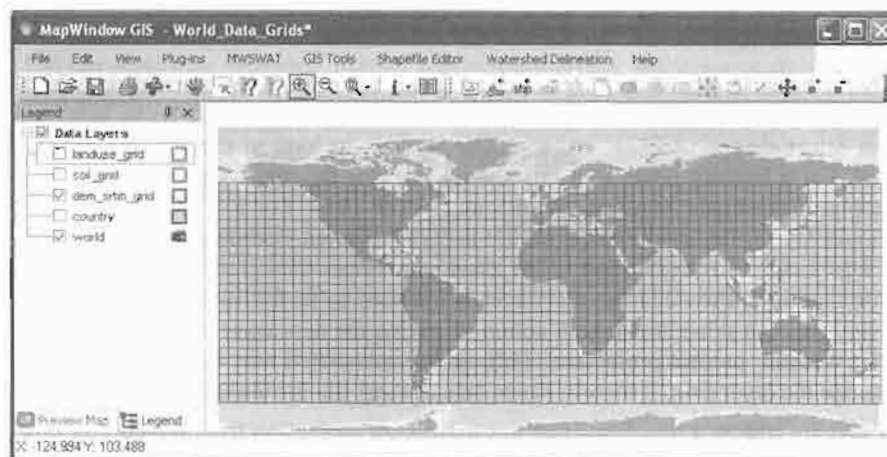 MapWindow GIS - World_Data_Grids*
File Edit View Plug-ins MWSWAT GIS Tools Shapefile Editor Watershed Delineation Help
Legend
Data Layers
landuse_grid
soil_grid
dem_srtm_grid
country
world
Preview Map Legend
X: -124.994 Y: 103.488